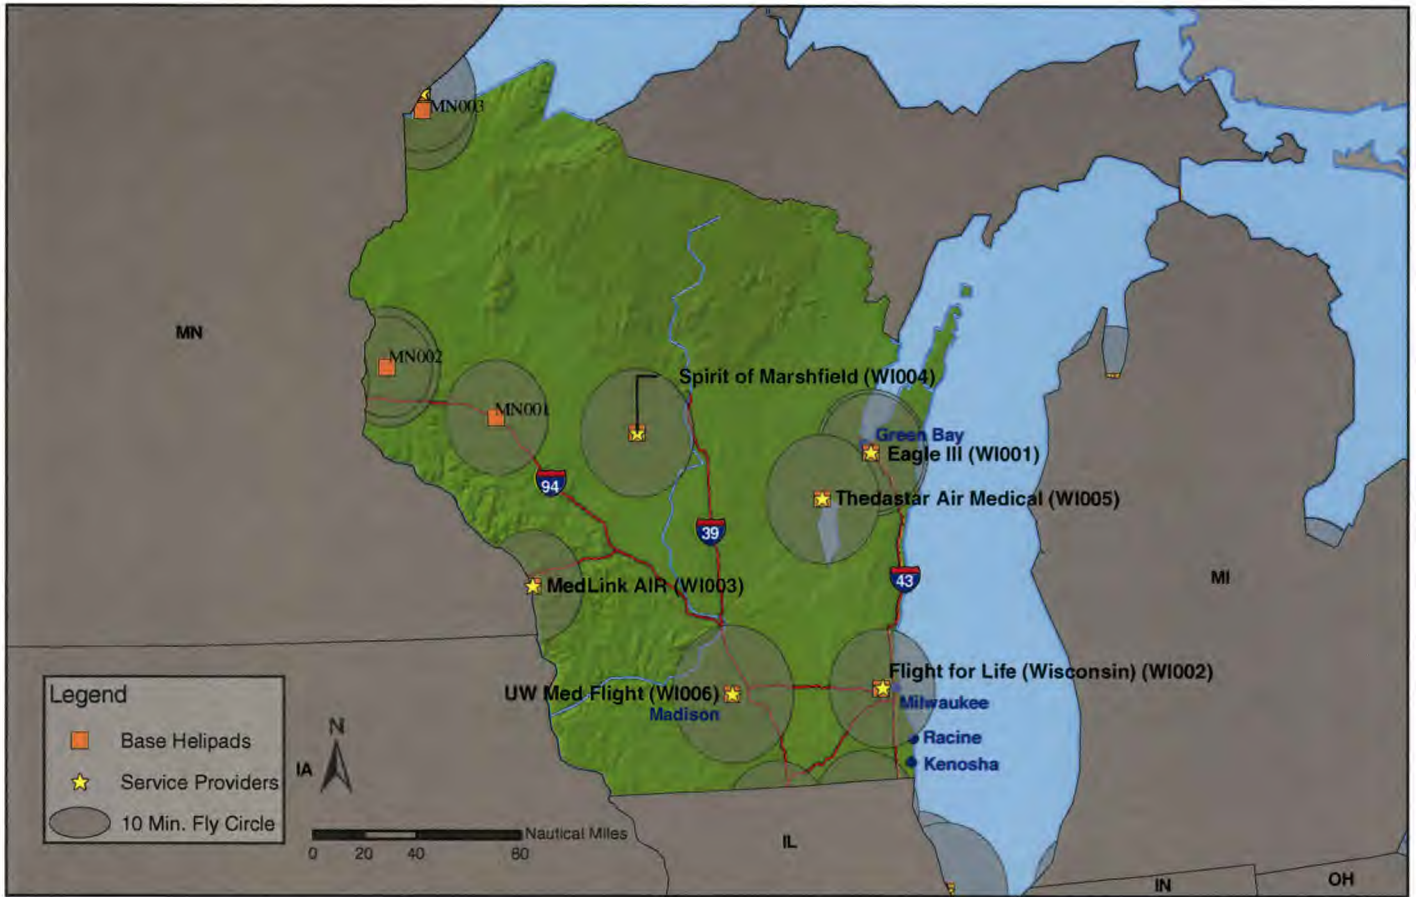 MN003
MN
MN002
MN001
Spirit of Marshfield (WI004)
Green Bay
Eagle III (WI001)
94
Thedastar Air Medical (WI005)
39
43
MI
MedLink AIR (WI003)
Flight for Life (Wisconsin) (WI002)
UW Med Flight (WI006)
Milwaukee
Madison
Racine
Kenosha
Legend
Base Helipads
Service Providers
10 Min. Fly Circle
IA
N
Nautical Miles
0 20 40 80
IL
IN
OH